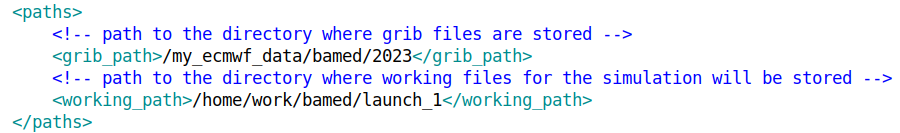 <paths>
    <!-- path to the directory where grib files are stored -->
    <grib_path>/my_ecmwf_data/bamed/2023</grib_path>
    <!-- path to the directory where working files for the simulation will be stored -->
    <working_path>/home/work/bamed/launch_1</working_path>
</paths>